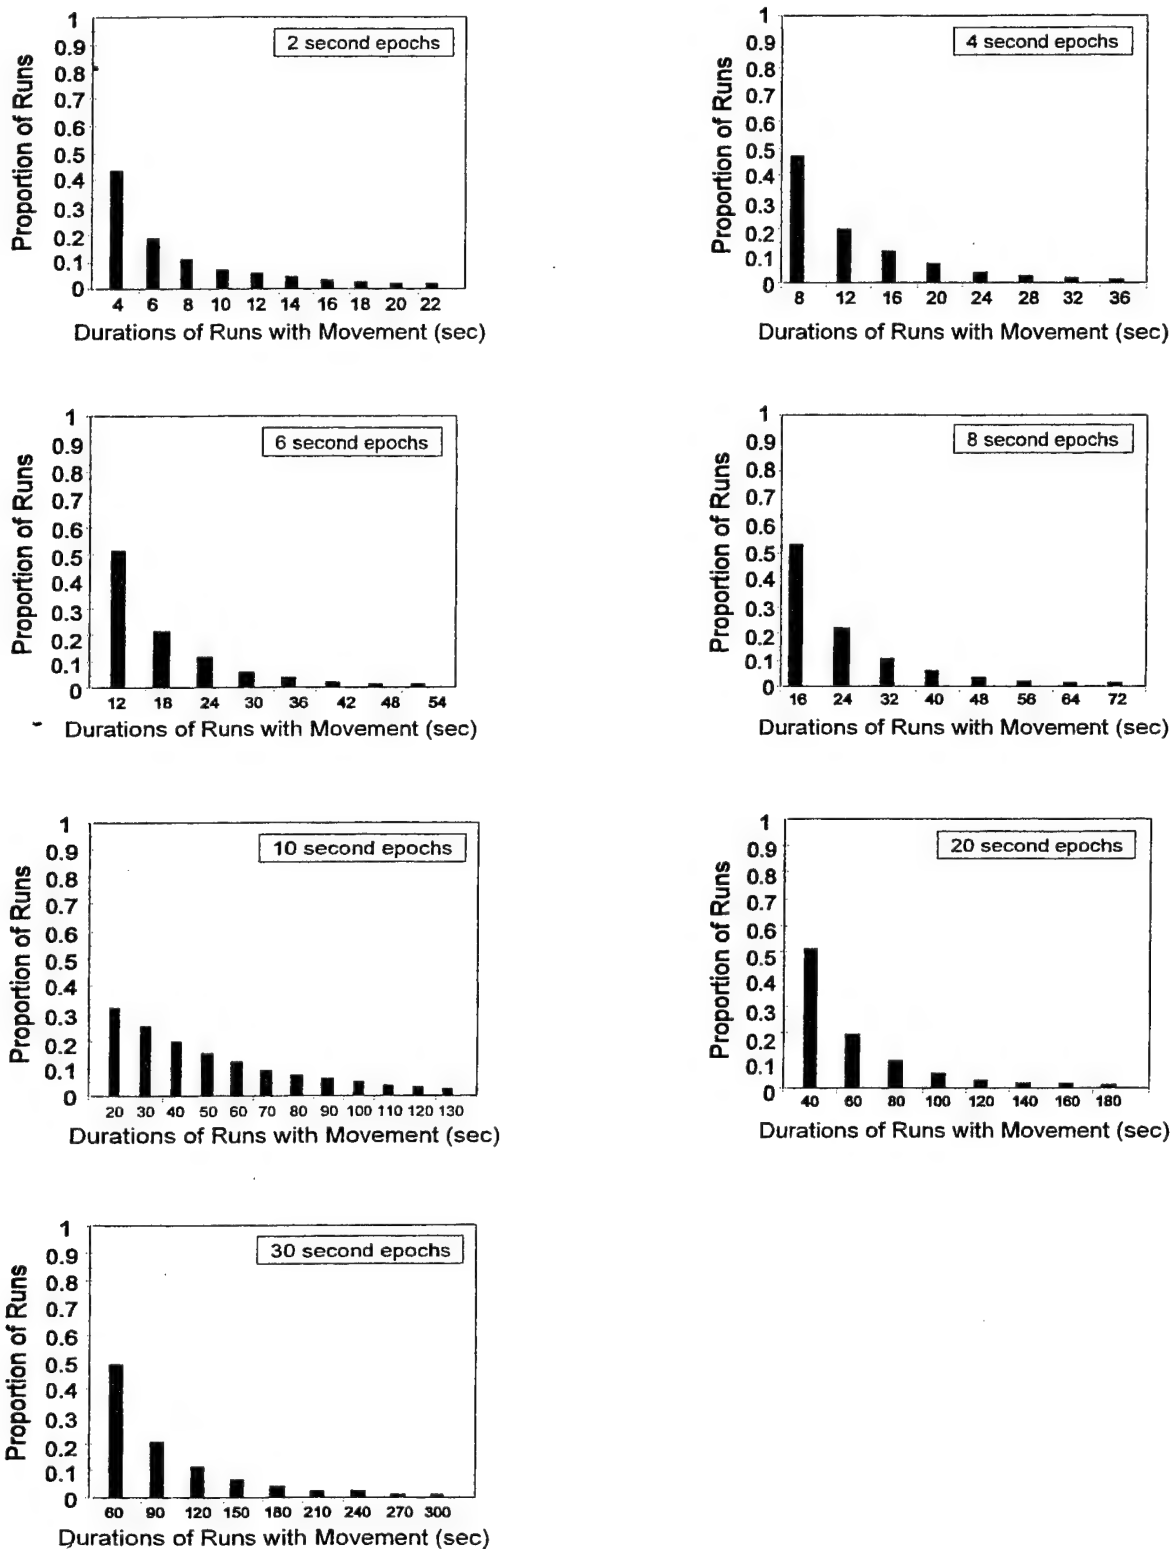 2 second epochs
Proportion of Runs
1
0.9
0.8
0.7
0.6
0.5
0.4
0.3
0.2
0.1
0
4 6 8 10 12 14 16 18 20 22
Durations of Runs with Movement (sec)
4 second epochs
Proportion of Runs
1
0.9
0.8
0.7
0.6
0.5
0.4
0.3
0.2
0.1
0
8 12 16 20 24 28 32 36
Durations of Runs with Movement (sec)
6 second epochs
Proportion of Runs
1
0.9
0.8
0.7
0.6
0.5
0.4
0.3
0.2
0.1
0
12 18 24 30 36 42 48 54
Durations of Runs with Movement (sec)
8 second epochs
Proportion of Runs
1
0.9
0.8
0.7
0.6
0.5
0.4
0.3
0.2
0.1
0
16 24 32 40 48 56 64 72
Durations of Runs with Movement (sec)
10 second epochs
Proportion of Runs
1
0.9
0.8
0.7
0.6
0.5
0.4
0.3
0.2
0.1
0
20 30 40 50 60 70 80 90 100 110 120 130
Durations of Runs with Movement (sec)
20 second epochs
Proportion of Runs
1
0.9
0.8
0.7
0.6
0.5
0.4
0.3
0.2
0.1
0
40 60 80 100 120 140 160 180
Durations of Runs with Movement (sec)
30 second epochs
Proportion of Runs
1
0.9
0.8
0.7
0.6
0.5
0.4
0.3
0.2
0.1
0
60 90 120 150 180 210 240 270 300
Durations of Runs with Movement (sec)